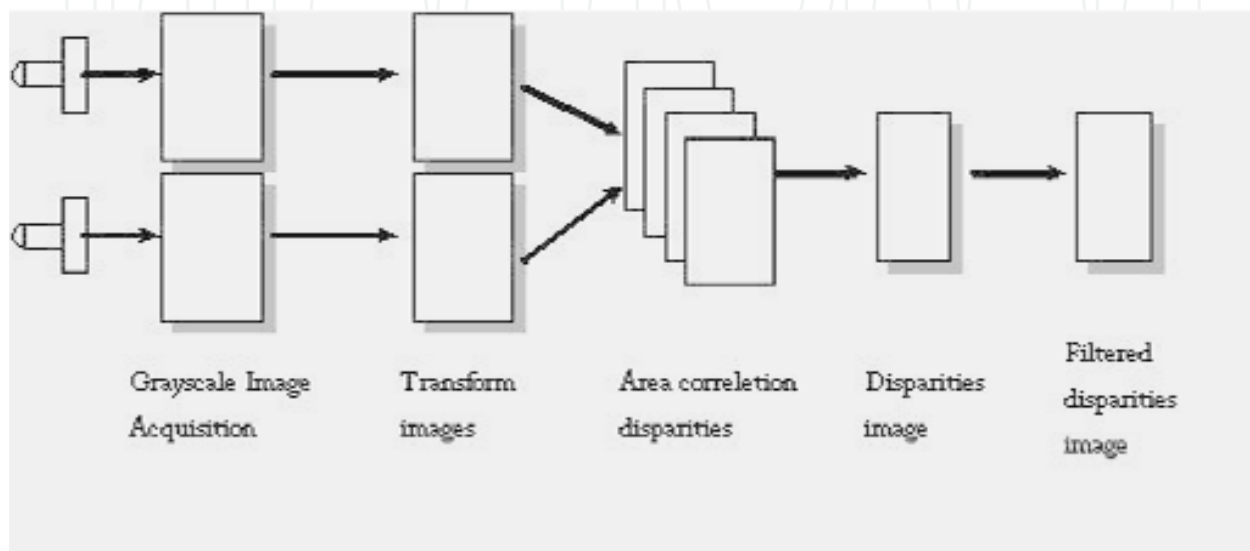 Grayscale Image
Acquisition
Transform
images
Area correletion
disparities
Disparities
image
Filtered
disparities
image